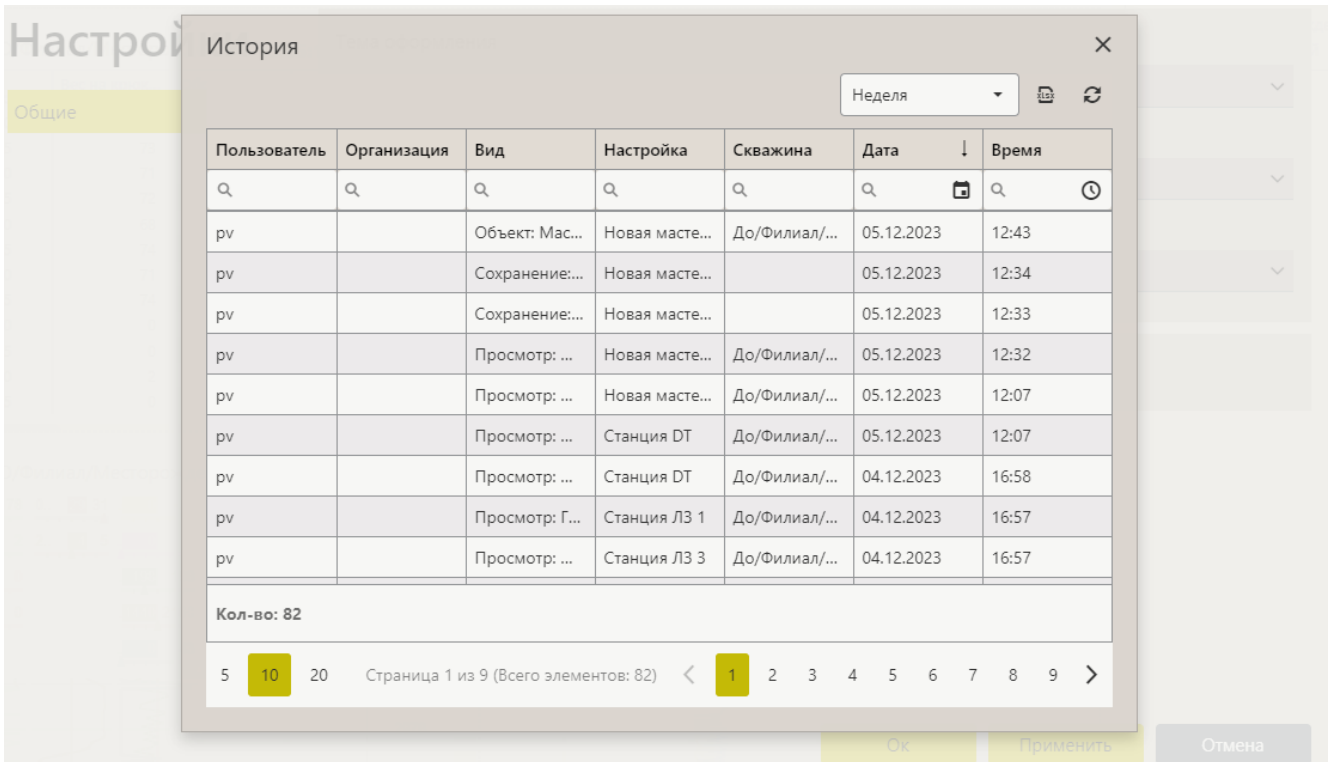 Настрой
История
Неделя
XLSX
Общие
Пользователь Организация Вид Настройка Скважина Дата ↓ Время
pv Объект: Мас... Новая масте... До/Филиал/... 05.12.2023 12:43
pv Сохранение:... Новая масте... 05.12.2023 12:34
pv Сохранение:... Новая масте... 05.12.2023 12:33
pv Просмотр: ... Новая масте... До/Филиал/... 05.12.2023 12:32
pv Просмотр: ... Новая масте... До/Филиал/... 05.12.2023 12:07
pv Просмотр: ... Станция DT До/Филиал/... 05.12.2023 12:07
pv Просмотр: ... Станция DT До/Филиал/... 04.12.2023 16:58
pv Просмотр: Г... Станция ЛЗ 1 До/Филиал/... 04.12.2023 16:57
pv Просмотр: ... Станция ЛЗ 3 До/Филиал/... 04.12.2023 16:57
Кол-во: 82
5 10 20 Страница 1 из 9 (Всего элементов: 82) 1 2 3 4 5 6 7 8 9
Ок Применить Отмена